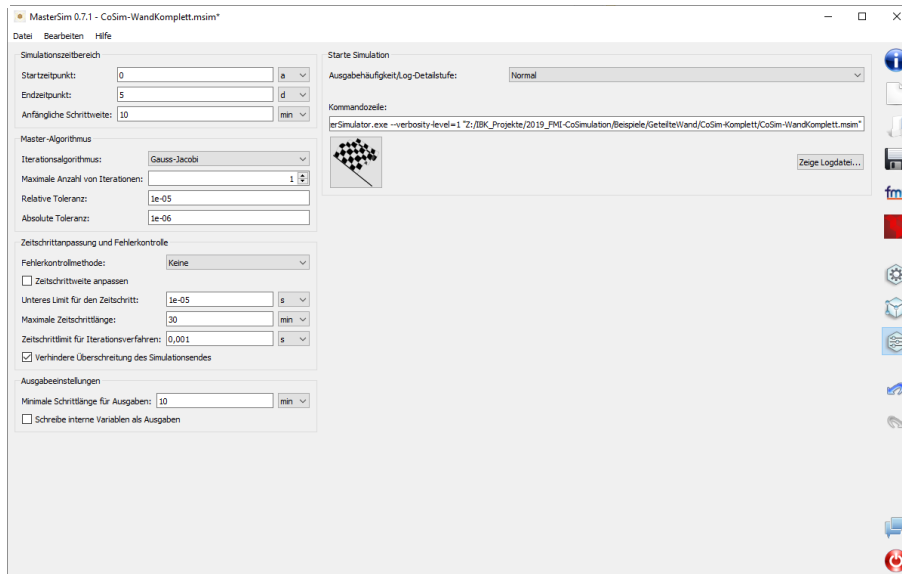 MasterSim 0.7.1 - CoSim-WandKomplett.msim*
Datei Bearbeiten Hilfe
Simulationszeitbereich
Startzeitpunkt: 0 a
Endzeitpunkt: 5 d
Anfängliche Schrittweite: 10 min
Master-Algorithmus
Iterationsalgorithmus: Gauss-Jacobi
Maximale Anzahl von Iterationen: 1
Relative Toleranz: 1e-05
Absolute Toleranz: 1e-06
Zeitschrittanpassung und Fehlerkontrolle
Fehlerkontrollmethode: Keine
Zeitschrittweite anpassen
Unteres Limit für den Zeitschritt: 1e-05 s
Maximale Zeitschrittlänge: 30 min
Zeitschrittlimit für Iterationsverfahren: 0,001 s
Verhindere Überschreitung des Simulationsendes
Ausgabeeinstellungen
Minimale Schrittlänge für Ausgaben: 10 min
Schreibe interne Variablen als Ausgaben
Starte Simulation
Ausgabehäufigkeit/Log-Detailstufe: Normal
Kommandozeile:
erSimulator.exe --verbosity-level=1 "Z:/IBK_Projekte/2019_FMI-CoSimulation/Beispiele/GeteilteWand/CoSim-Komplett/CoSim-WandKomplett.msim"
Zeige Logdatei...
fm